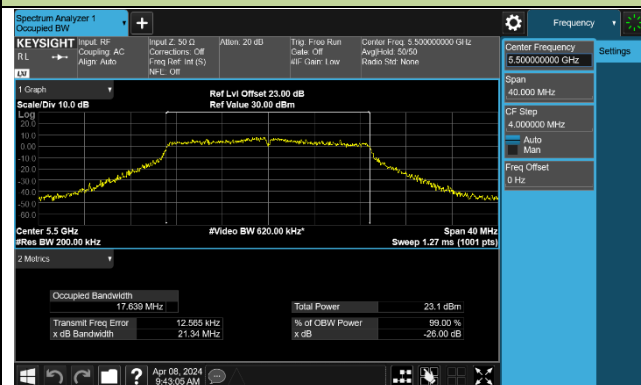 Spectrum Analyzer 1
Occupied BW
Frequency
KEYSIGHT
RL
LXI
Input: RF
Coupling: AC
Align: Auto
Input Z: 50 Ω
Corrections: Off
Freq Ref: Int (S)
NFE: Off
Atten: 20 dB
Trig: Free Run
Gate: Off
#IF Gain: Low
Center Freq: 5.500000000 GHz
Avg|Hold: 50/50
Radio Std: None
Center Frequency
5.500000000 GHz
Settings
Span
40.000 MHz
CF Step
4.000000 MHz
Auto
Man
Freq Offset
0 Hz
1 Graph
Scale/Div 10.0 dB
Ref Lvl Offset 23.00 dB
Ref Value 30.00 dBm
Log
20.0
10.0
0.00
-10.0
-20.0
-30.0
-40.0
-50.0
-60.0
Center 5.5 GHz
#Res BW 200.00 kHz
#Video BW 620.00 kHz*
Span 40 MHz
Sweep 1.27 ms (1001 pts)
2 Metrics
Occupied Bandwidth
17.639 MHz
Total Power 23.1 dBm
Transmit Freq Error 12.565 kHz
% of OBW Power 99.00 %
x dB Bandwidth 21.34 MHz
x dB -26.00 dB
?
Apr 08, 2024
9:43:05 AM